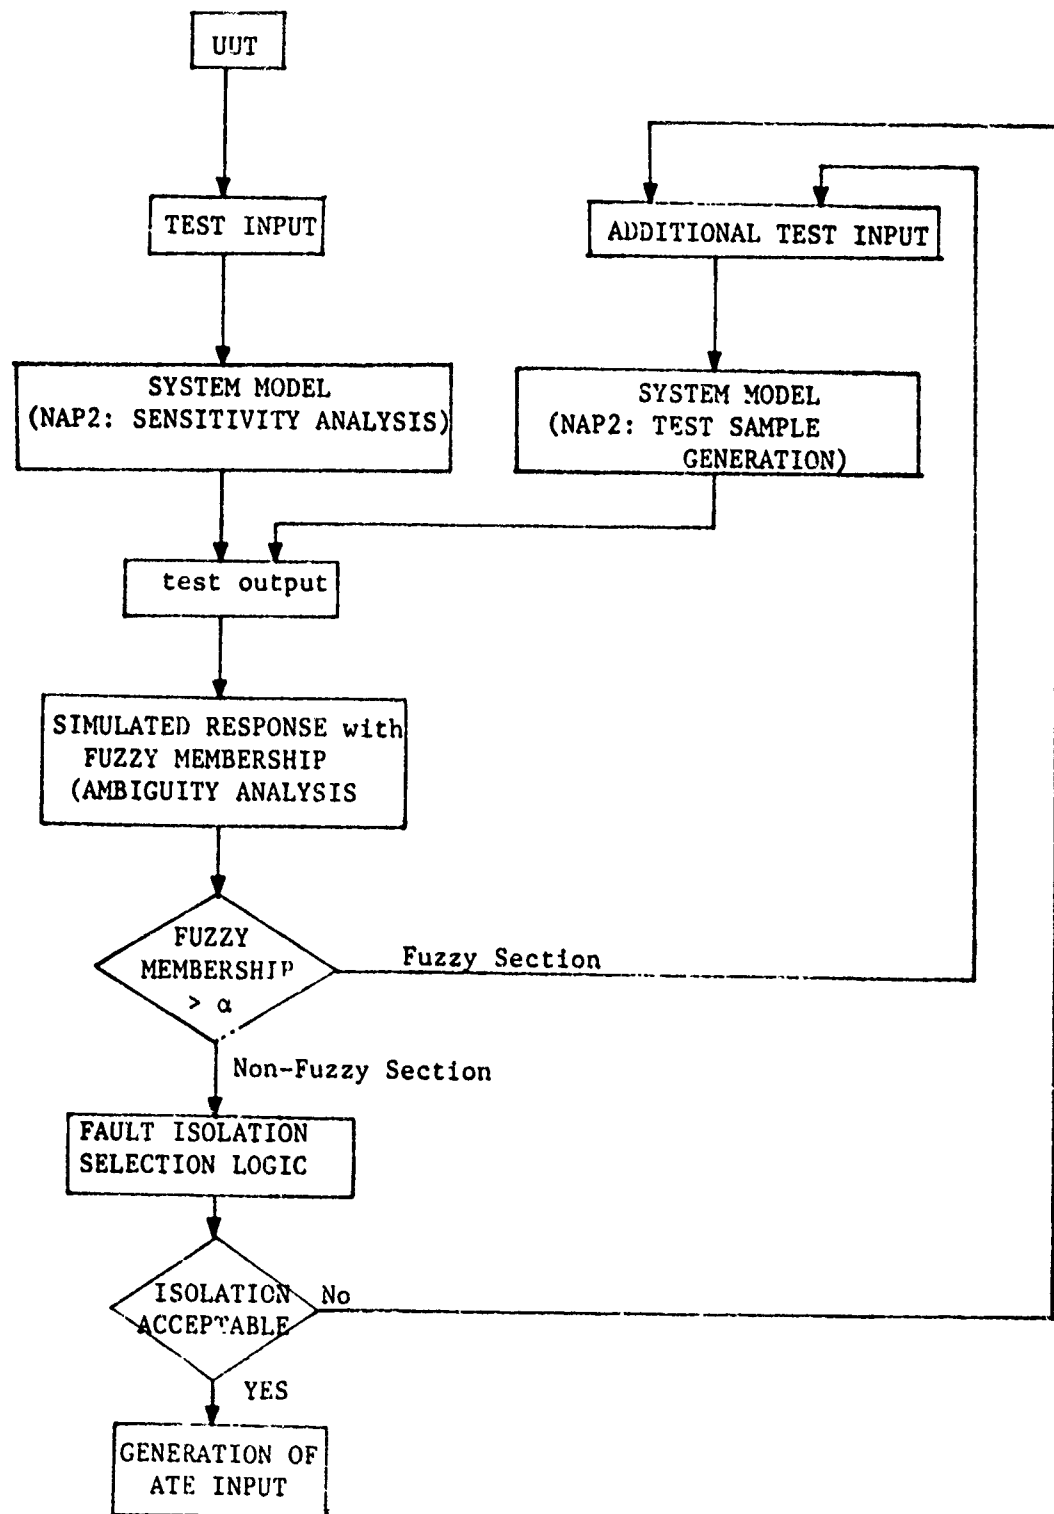 UUT
TEST INPUT
ADDITIONAL TEST INPUT
SYSTEM MODEL
(NAP2: SENSITIVITY ANALYSIS)
SYSTEM MODEL
(NAP2: TEST SAMPLE
GENERATION)
test output
SIMULATED RESPONSE with
FUZZY MEMBERSHIP
(AMBIGUITY ANALYSIS
FUZZY
MEMBERSHIP
> α
Fuzzy Section
Non-Fuzzy Section
FAULT ISOLATION
SELECTION LOGIC
ISOLATION
ACCEPTABLE
No
YES
GENERATION OF
ATE INPUT